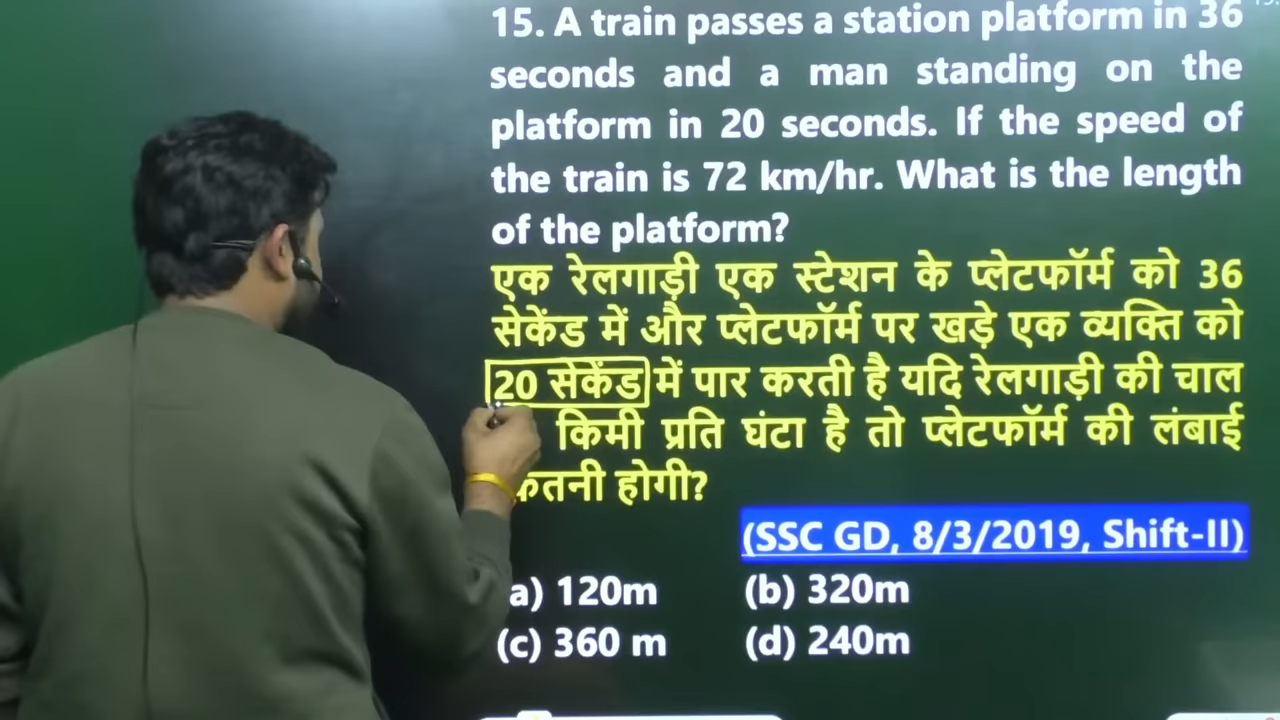 15. A train passes a station platform in 36
seconds and a man standing on the
platform in 20 seconds. If the speed of
the train is 72 km/hr. What is the length
of the platform?
एक रेलगाड़ी एक स्टेशन के प्लेटफॉर्म को 36
सेकेंड में और प्लेटफॉर्म पर खड़े एक व्यक्ति को
20 सेकेंड में पार करती है यदि रेलगाड़ी की चाल
किमी प्रति घंटा है तो प्लेटफॉर्म की लंबाई
होगी?
(SSC GD, 8/3/2019, Shift-II)
a) 120m (b) 320m
(c) 360 m (d) 240m